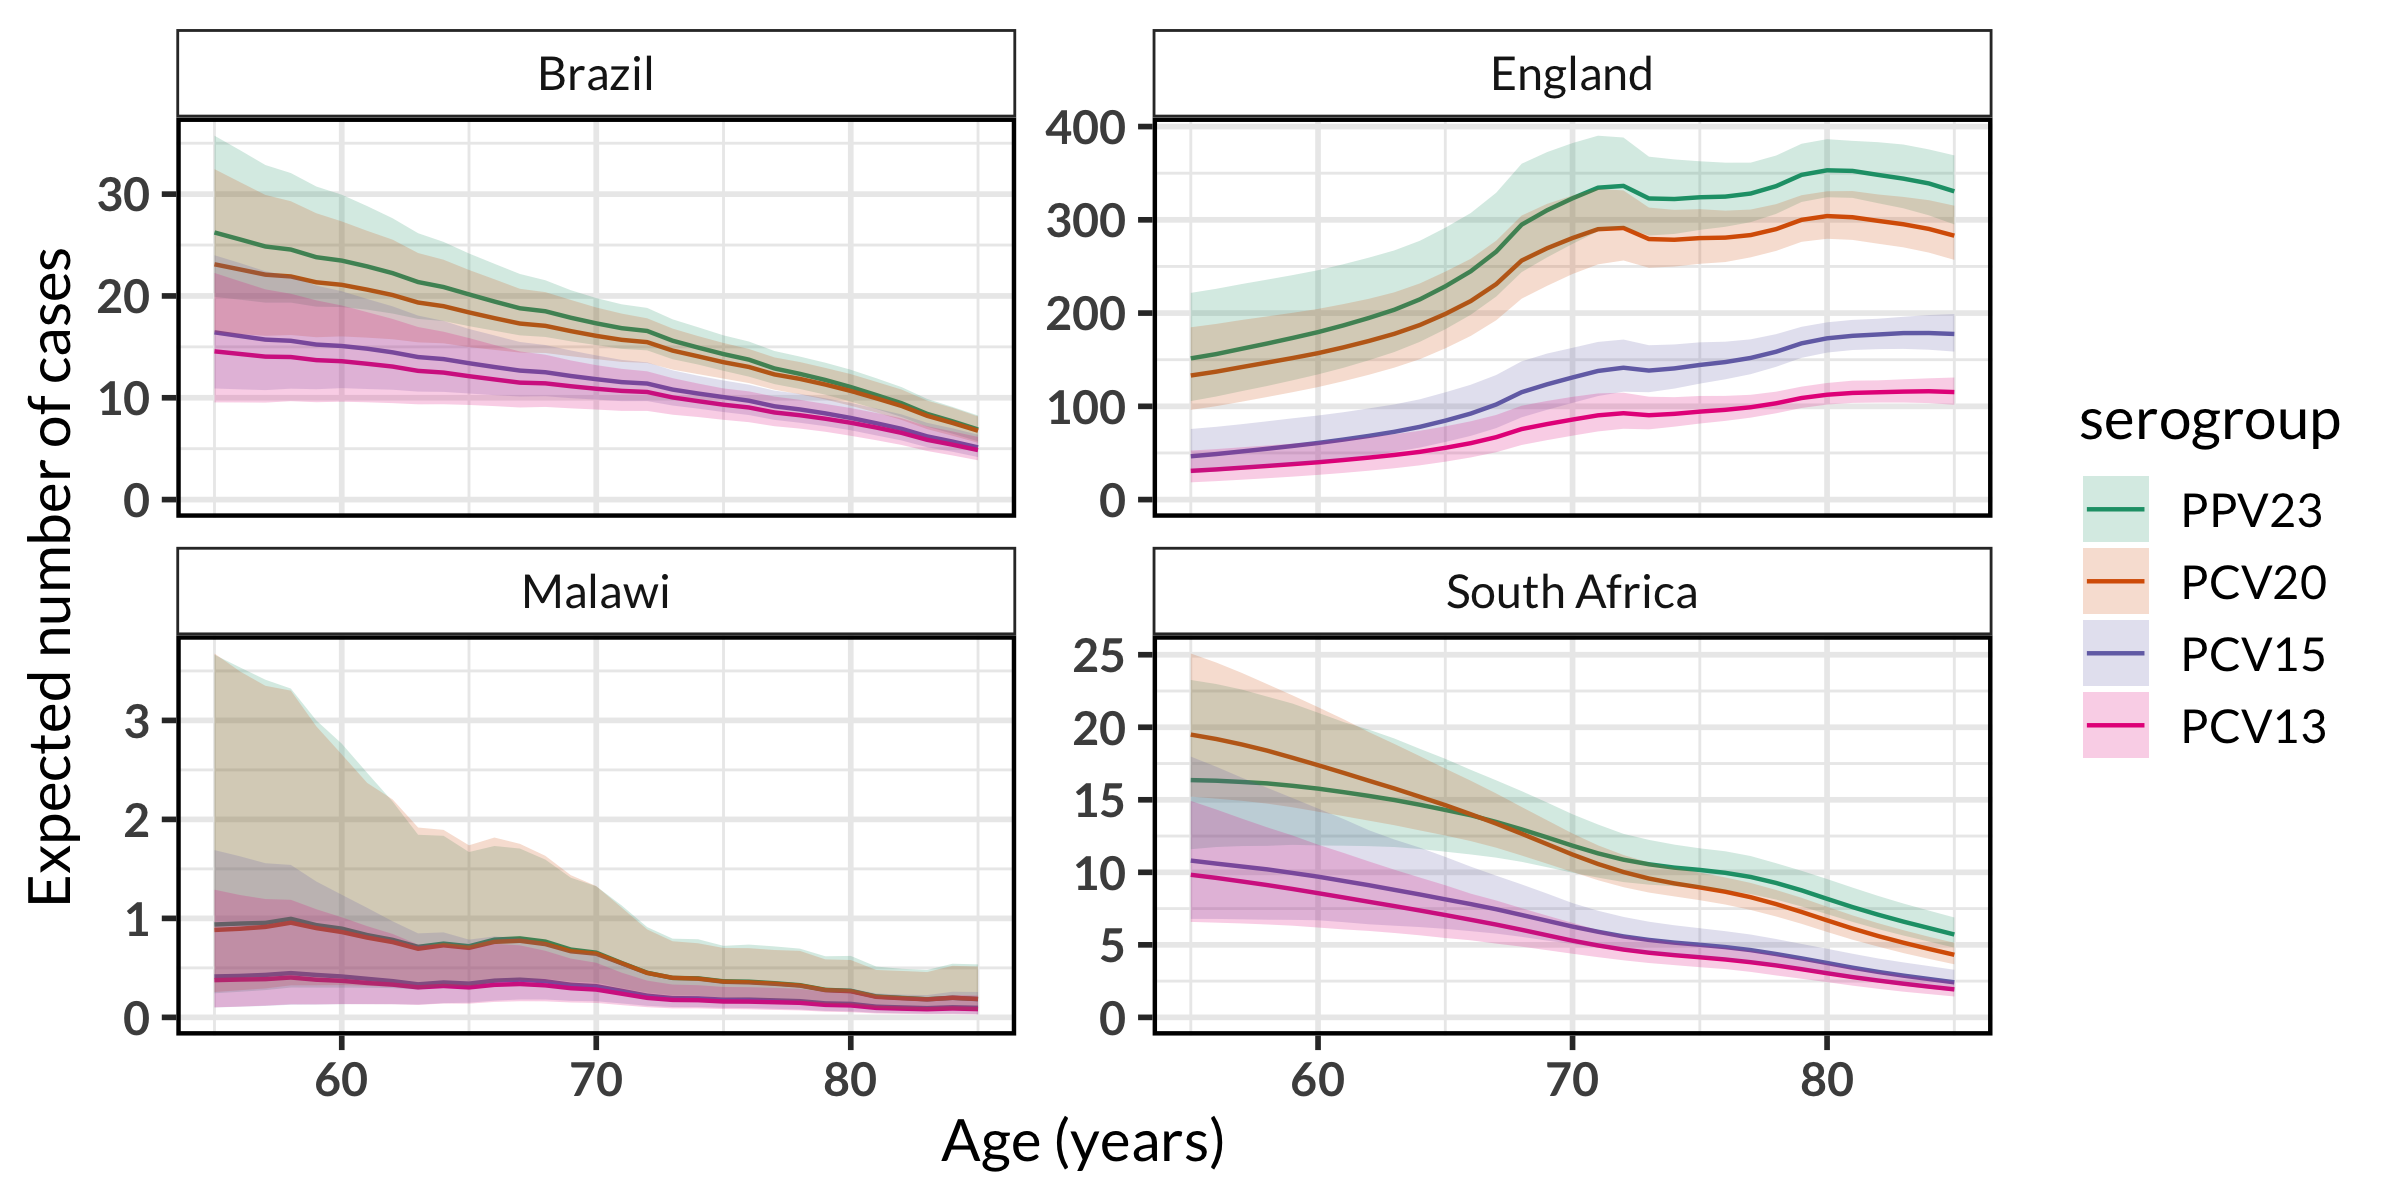 Brazil
England
Expected number of cases
30
20
10
0
400
300
200
100
0
Malawi
South Africa
3
2
1
0
25
20
15
10
5
0
60
70
80
60
70
80
Age (years)
serogroup
PPV23
PCV20
PCV15
PCV13